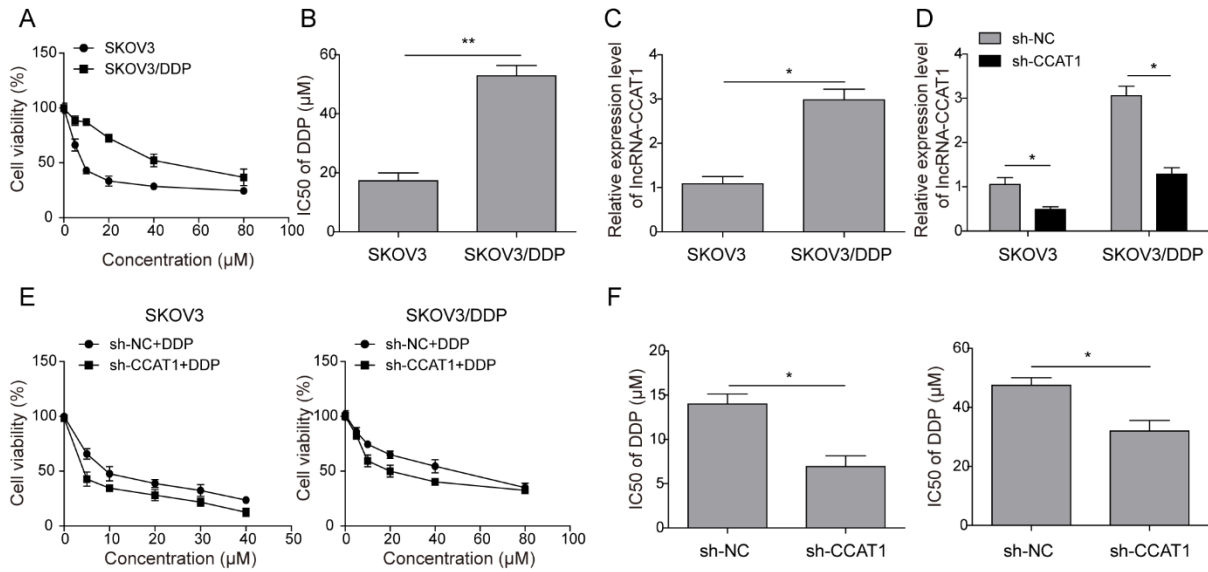 A
SKOV3
SKOV3/DDP
Cell viability (%)
150
100
50
0
0 20 40 60 80 100
Concentration (µM)
B
**
IC50 of DDP (µM)
60
40
20
0
SKOV3 SKOV3/DDP
C
*
Relative expression level
of lncRNA-CCAT1
4
3
2
1
0
SKOV3 SKOV3/DDP
D
sh-NC
sh-CCAT1
* *
Relative expression level
of lncRNA-CCAT1
4
3
2
1
0
SKOV3 SKOV3/DDP
E
SKOV3
sh-NC+DDP
sh-CCAT1+DDP
Cell viability (%)
150
100
50
0
0 10 20 30 40 50
Concentration (µM)
SKOV3/DDP
sh-NC+DDP
sh-CCAT1+DDP
Cell viability (%)
150
100
50
0
0 20 40 60 80 100
Concentration (µM)
F
*
IC50 of DDP (µM)
20
15
10
5
0
sh-NC sh-CCAT1
*
IC50 of DDP (µM)
60
40
20
0
sh-NC sh-CCAT1